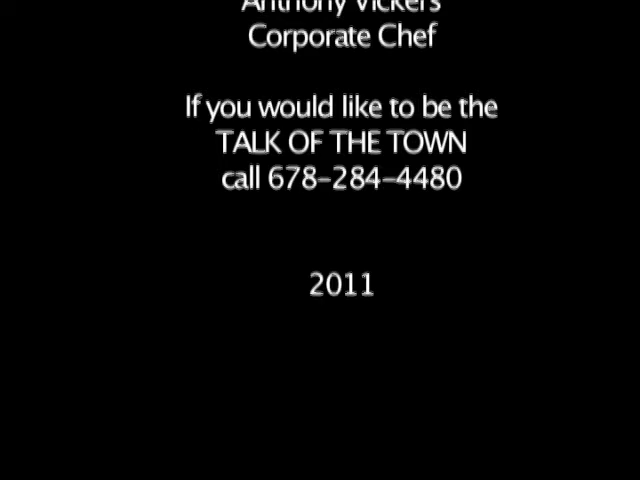 Anthony Vickers
Corporate Chef
If you would like to be the
TALK OF THE TOWN
call 678-284-4480
2011